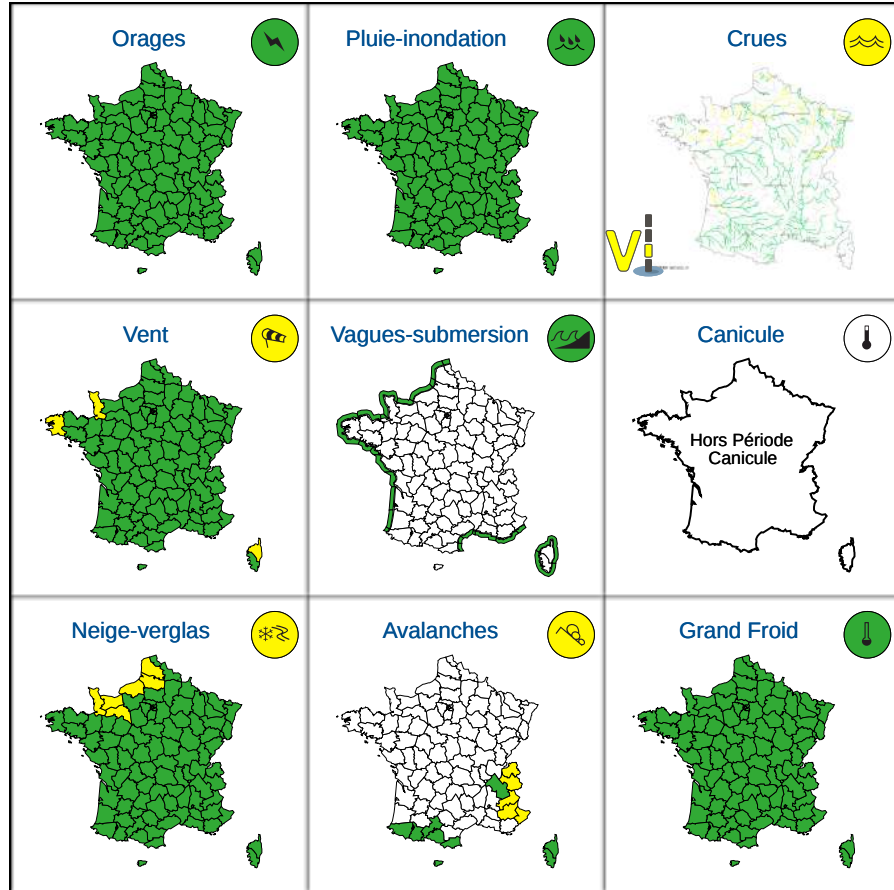 Orages
Pluie-inondation
Crues
Vent
Vagues-submersion
Canicule
Hors Période
Canicule
Neige-verglas
Avalanches
Grand Froid